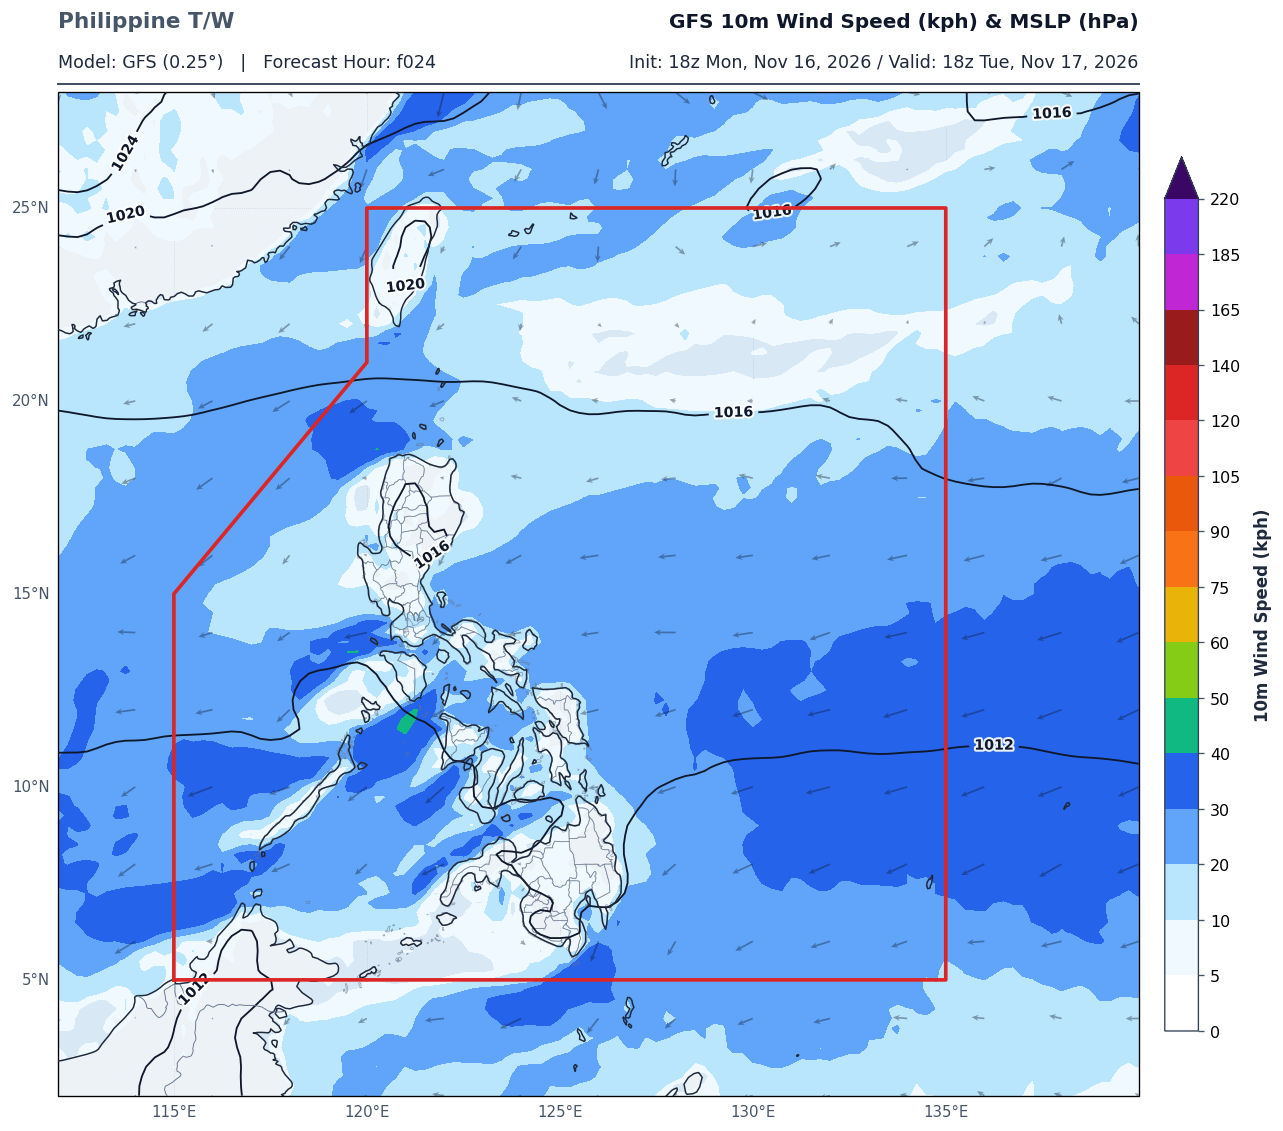 Philippine T/W
GFS 10m Wind Speed (kph) & MSLP (hPa)
Model: GFS (0.25°)   |   Forecast Hour: f024
Init: 18z Mon, Nov 16, 2026 / Valid: 18z Tue, Nov 17, 2026
1024
1016
1020
1016
1020
1016
1016
1012
1012
25°N
20°N
15°N
10°N
5°N
115°E
120°E
125°E
130°E
135°E
220
185
165
140
120
105
90
75
60
50
40
30
20
10
5
0
10m Wind Speed (kph)